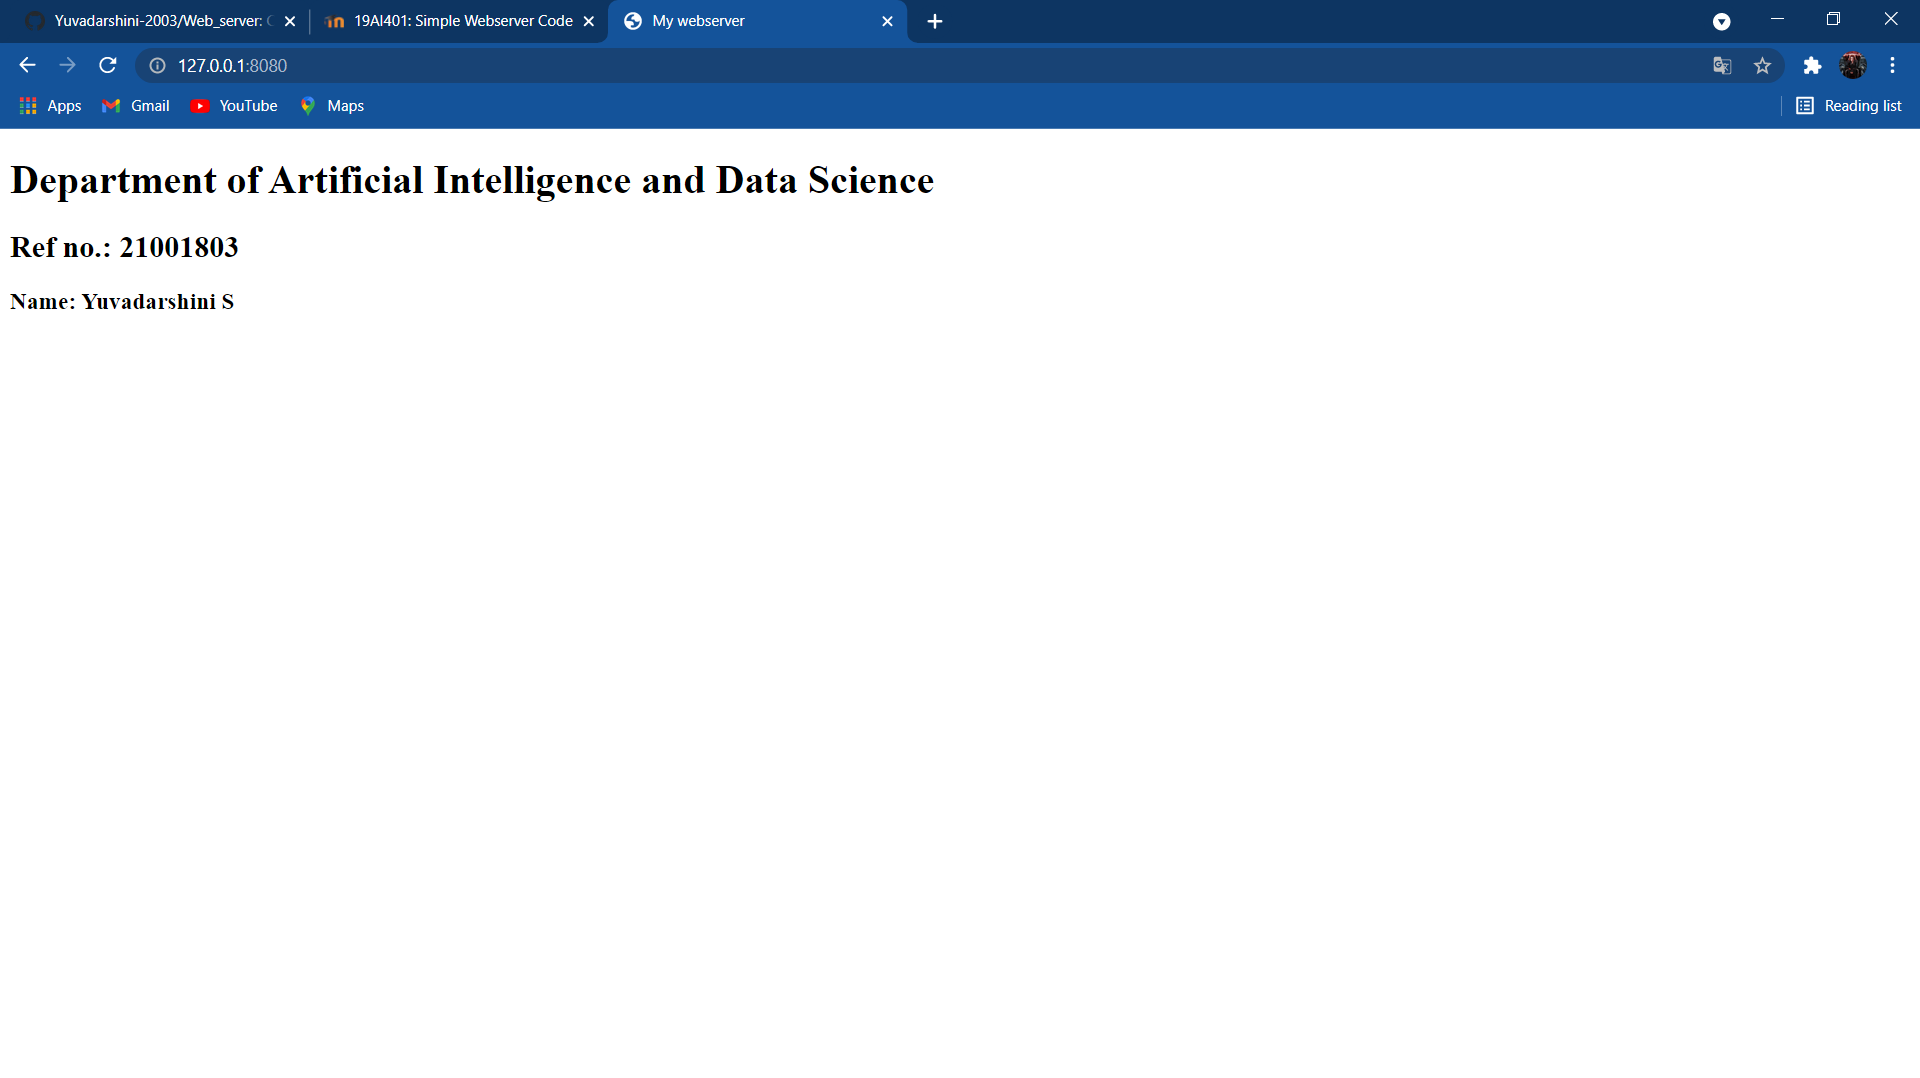 Yuvadarshini-2003/Web_server: C
19AI401: Simple Webserver Code
My webserver
127.0.0.1:8080
Apps
Gmail
YouTube
Maps
Reading list
Department of Artificial Intelligence and Data Science
Ref no.: 21001803
Name: Yuvadarshini S